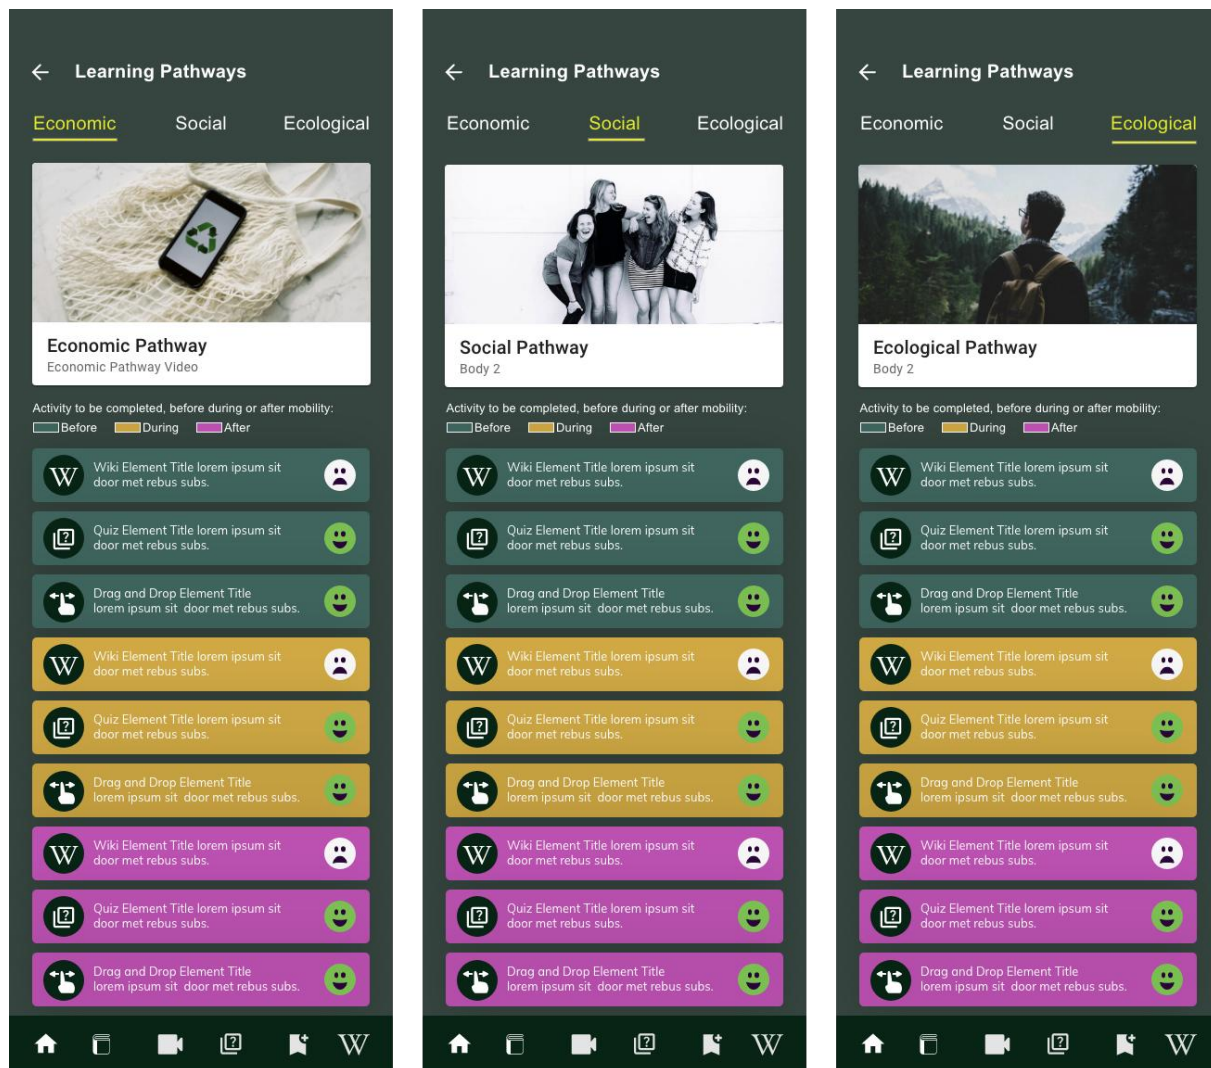 Learning Pathways
Economic Social Ecological
Economic Pathway
Economic Pathway Video
Activity to be completed, before during or after mobility:
Before During After
W Wiki Element Title lorem ipsum sit
door met rebus subs.
? Quiz Element Title lorem ipsum sit
door met rebus subs.
Drag and Drop Element Title
lorem ipsum sit door met rebus subs.
W Wiki Element Title lorem ipsum sit
door met rebus subs.
? Quiz Element Title lorem ipsum sit
door met rebus subs.
Drag and Drop Element Title
lorem ipsum sit door met rebus subs.
W Wiki Element Title lorem ipsum sit
door met rebus subs.
? Quiz Element Title lorem ipsum sit
door met rebus subs.
Drag and Drop Element Title
lorem ipsum sit door met rebus subs.
? W
Learning Pathways
Economic Social Ecological
Social Pathway
Body 2
Activity to be completed, before during or after mobility:
Before During After
W Wiki Element Title lorem ipsum sit
door met rebus subs.
? Quiz Element Title lorem ipsum sit
door met rebus subs.
Drag and Drop Element Title
lorem ipsum sit door met rebus subs.
W Wiki Element Title lorem ipsum sit
door met rebus subs.
? Quiz Element Title lorem ipsum sit
door met rebus subs.
Drag and Drop Element Title
lorem ipsum sit door met rebus subs.
W Wiki Element Title lorem ipsum sit
door met rebus subs.
? Quiz Element Title lorem ipsum sit
door met rebus subs.
Drag and Drop Element Title
lorem ipsum sit door met rebus subs.
? W
Learning Pathways
Economic Social Ecological
Ecological Pathway
Body 2
Activity to be completed, before during or after mobility:
Before During After
W Wiki Element Title lorem ipsum sit
door met rebus subs.
? Quiz Element Title lorem ipsum sit
door met rebus subs.
Drag and Drop Element Title
lorem ipsum sit door met rebus subs.
W Wiki Element Title lorem ipsum sit
door met rebus subs.
? Quiz Element Title lorem ipsum sit
door met rebus subs.
Drag and Drop Element Title
lorem ipsum sit door met rebus subs.
W Wiki Element Title lorem ipsum sit
door met rebus subs.
? Quiz Element Title lorem ipsum sit
door met rebus subs.
Drag and Drop Element Title
lorem ipsum sit door met rebus subs.
? W